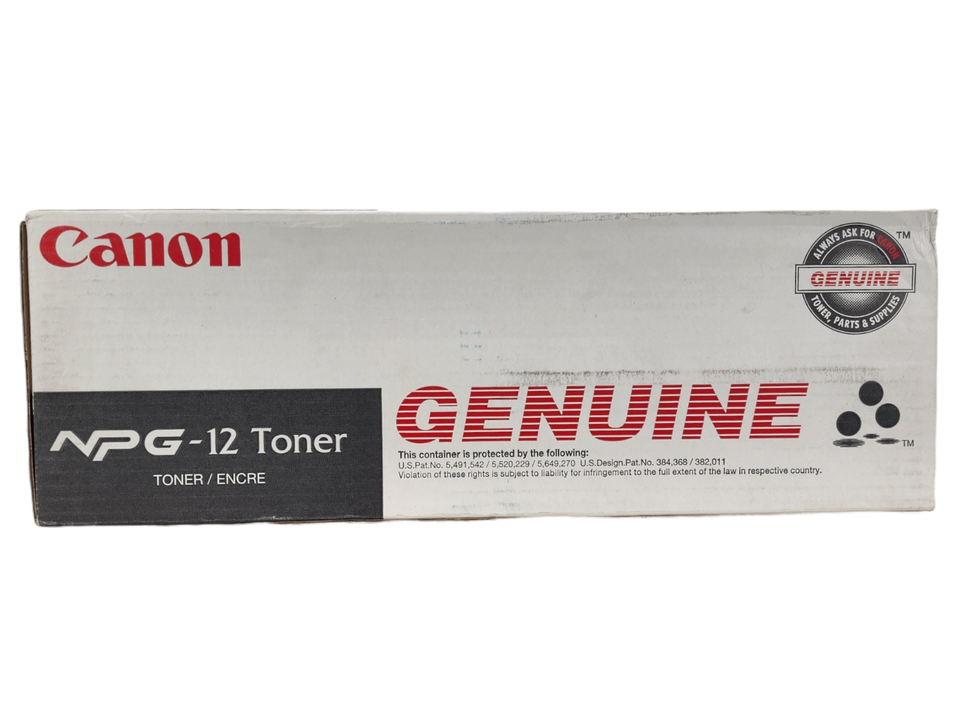 Canon
ALWAYS ASK FOR CANON
TM
GENUINE
TONER, PARTS & SUPPLIES
NPG-12 Toner
TONER / ENCRE
GENUINE
TM
This container is protected by the following:
U.S.Pat.No. 5,491,542 / 5,520,229 / 5,649,270 U.S.Design.Pat.No. 384,368 / 382,011
Violation of these rights is subject to liability for infringement to the full extent of the law in respective country.